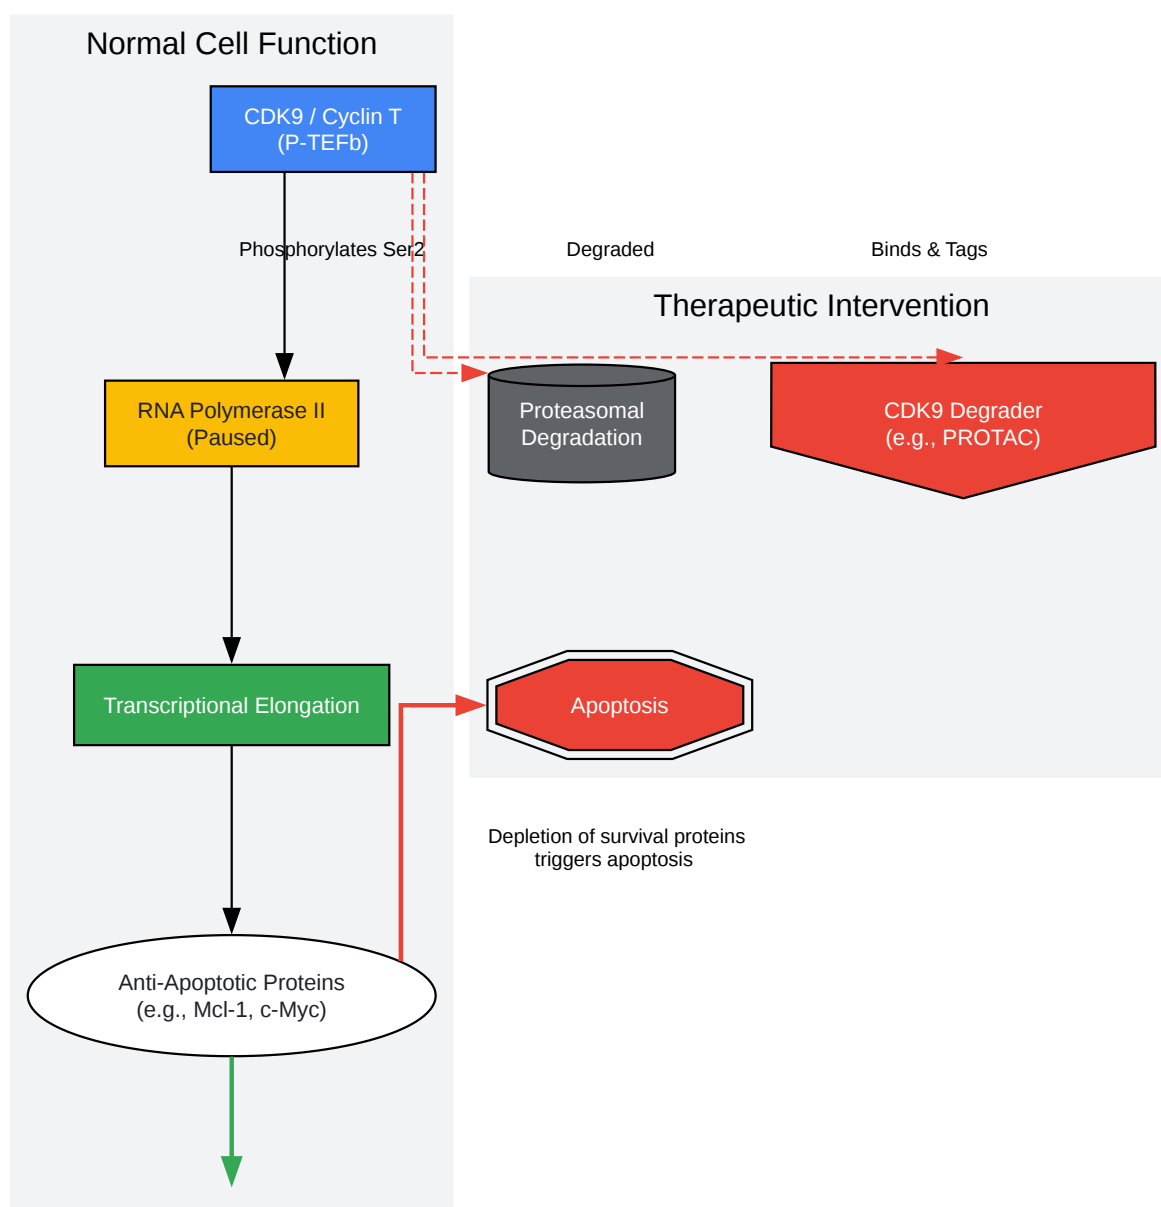 Normal Cell Function
CDK9 / Cyclin T
(P-TEFb)
Phosphorylates Ser2
Degraded
Binds & Tags
Therapeutic Intervention
RNA Polymerase II
(Paused)
Proteasomal
Degradation
CDK9 Degrader
(e.g., PROTAC)
Transcriptional Elongation
Apoptosis
Depletion of survival proteins
triggers apoptosis
Anti-Apoptotic Proteins
(e.g., Mcl-1, c-Myc)